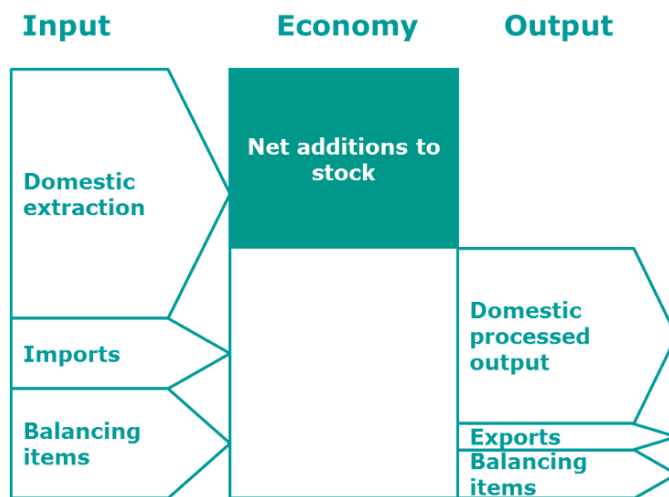 Input Economy Output
Net additions to
stock
Domestic
extraction
Imports
Balancing
items
Domestic
processed
output
Exports
Balancing
items